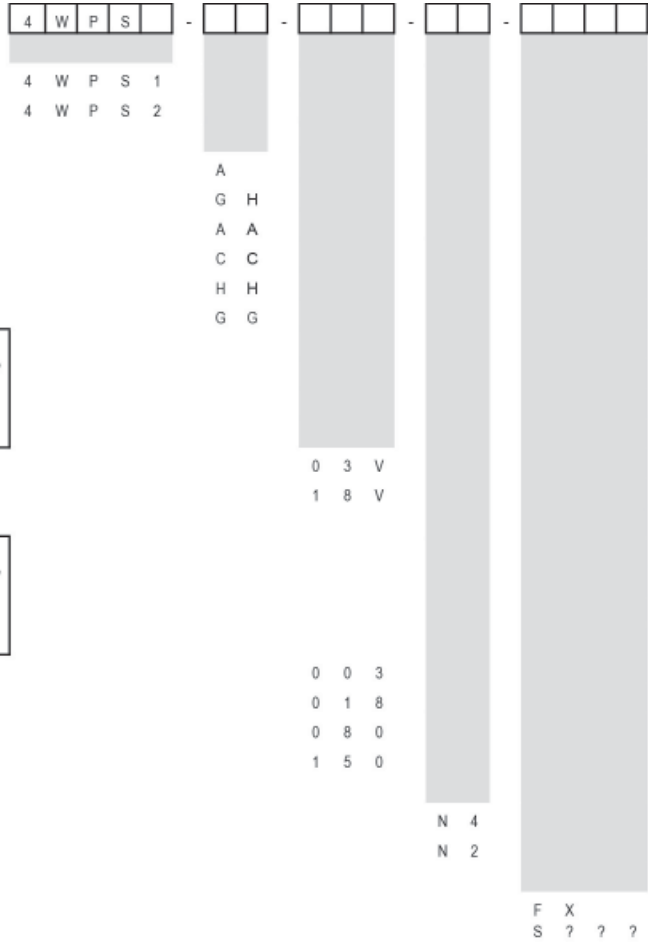 4 W P S - - - -
4 W P S 1
4 W P S 2
A
G H
A A
C C
H H
G G
0 3 V
1 8 V
0 0 3
0 1 8
0 8 0
1 5 0
N 4
N 2
F X
S ? ? ?